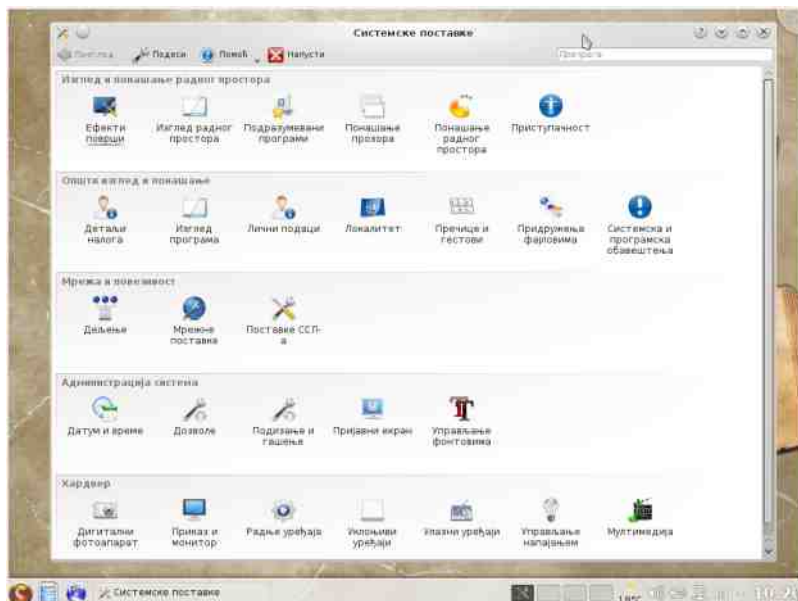 Системске поставке
Подеси Помоћ Напусти
Претрага
Изглед и понашање радног простора
Ефекти површи
Изглед радног простора
Подразумевани програми
Понашање прозора
Понашање радног простора
Приступачност
Општи изглед и понашање
Детаљи налога
Изглед програма
Лични подаци
Локалитет
Пречице и гестови
Придружења фајловима
Системска и програмска обавештења
Мрежа и повезивост
Дељење
Мрежне поставке
Поставке ССЛ-а
Администрација система
Датум и време
Дозволе
Подизање и гашење
Пријавни екран
Управљање фонтовима
Хардвер
Дигитални фотоапарат
Приказ и монитор
Радње уређаја
Уклоњиви уређаји
Улазни уређаји
Управљање напајањем
Мултимедија
Системске поставке